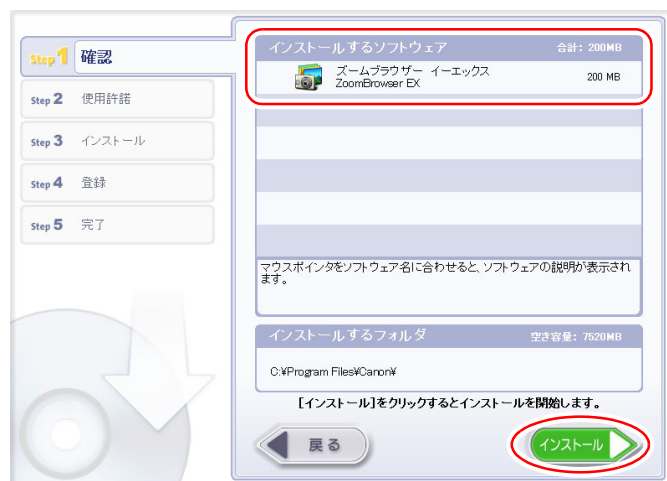 Step 1 確認
Step 2 使用許諾
Step 3 インストール
Step 4 登録
Step 5 完了
インストールするソフトウェア 合計: 200MB
ズームブラウザー イーエックス
ZoomBrowser EX 200 MB
マウスポインタをソフトウェア名に合わせると、ソフトウェアの説明が表示され
ます。
インストールするフォルダ 空き容量: 7520MB
C:¥Program Files¥Canon¥
[インストール]をクリックするとインストールを開始します。
戻る
インストール